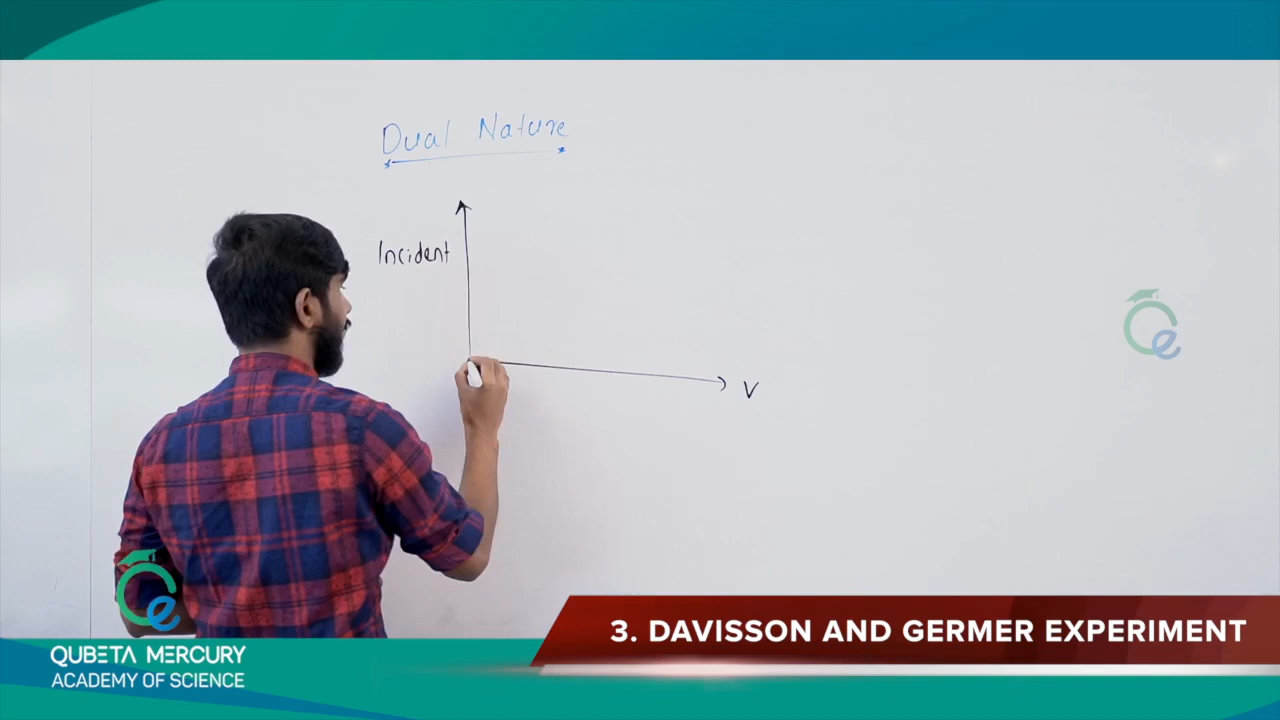 Dual Nature
Incident
V
3. DAVISSON AND GERMER EXPERIMENT
QUBETA MERCURY
ACADEMY OF SCIENCE